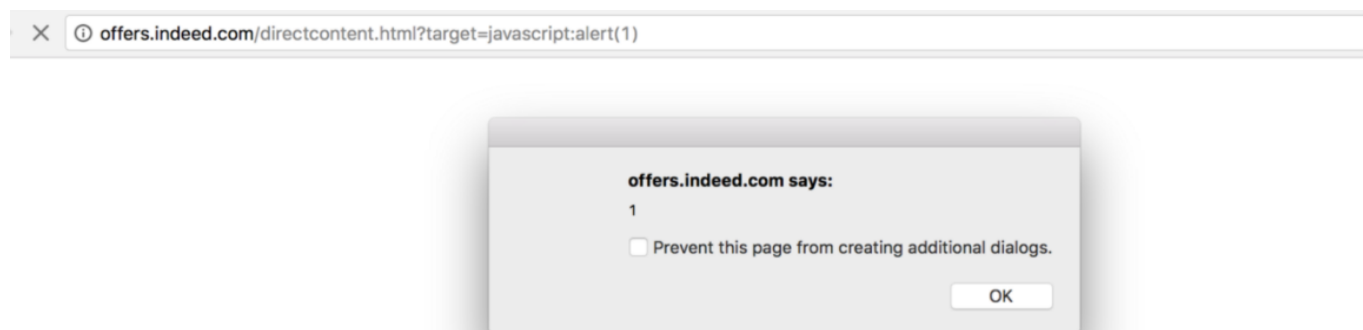 offers.indeed.com/directcontent.html?target=javascript:alert(1)
offers.indeed.com says:
1
Prevent this page from creating additional dialogs.
OK